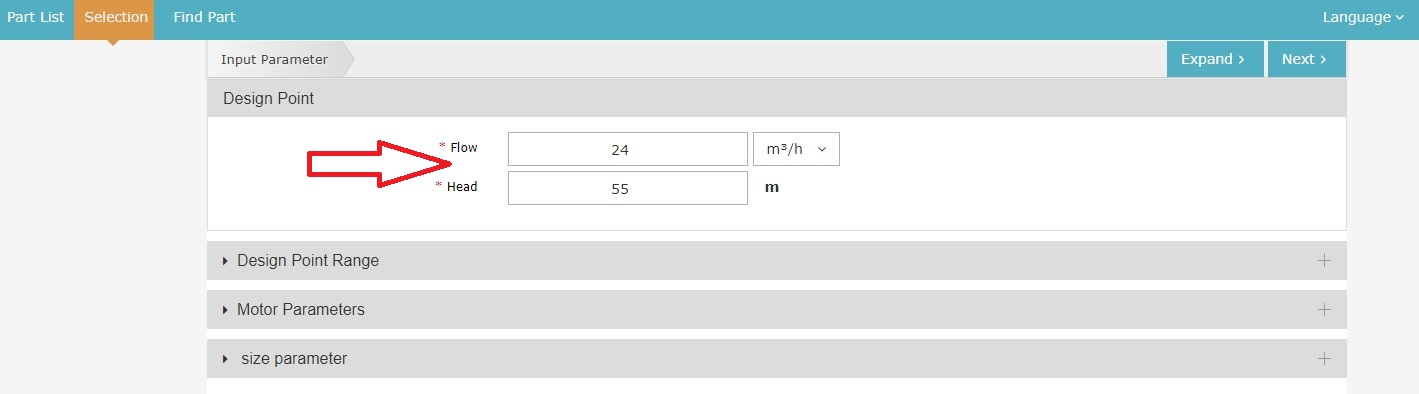 Part List Selection Find Part Language
Input Parameter Expand Next
Design Point
* Flow 24 m³/h
* Head 55 m
Design Point Range
Motor Parameters
size parameter